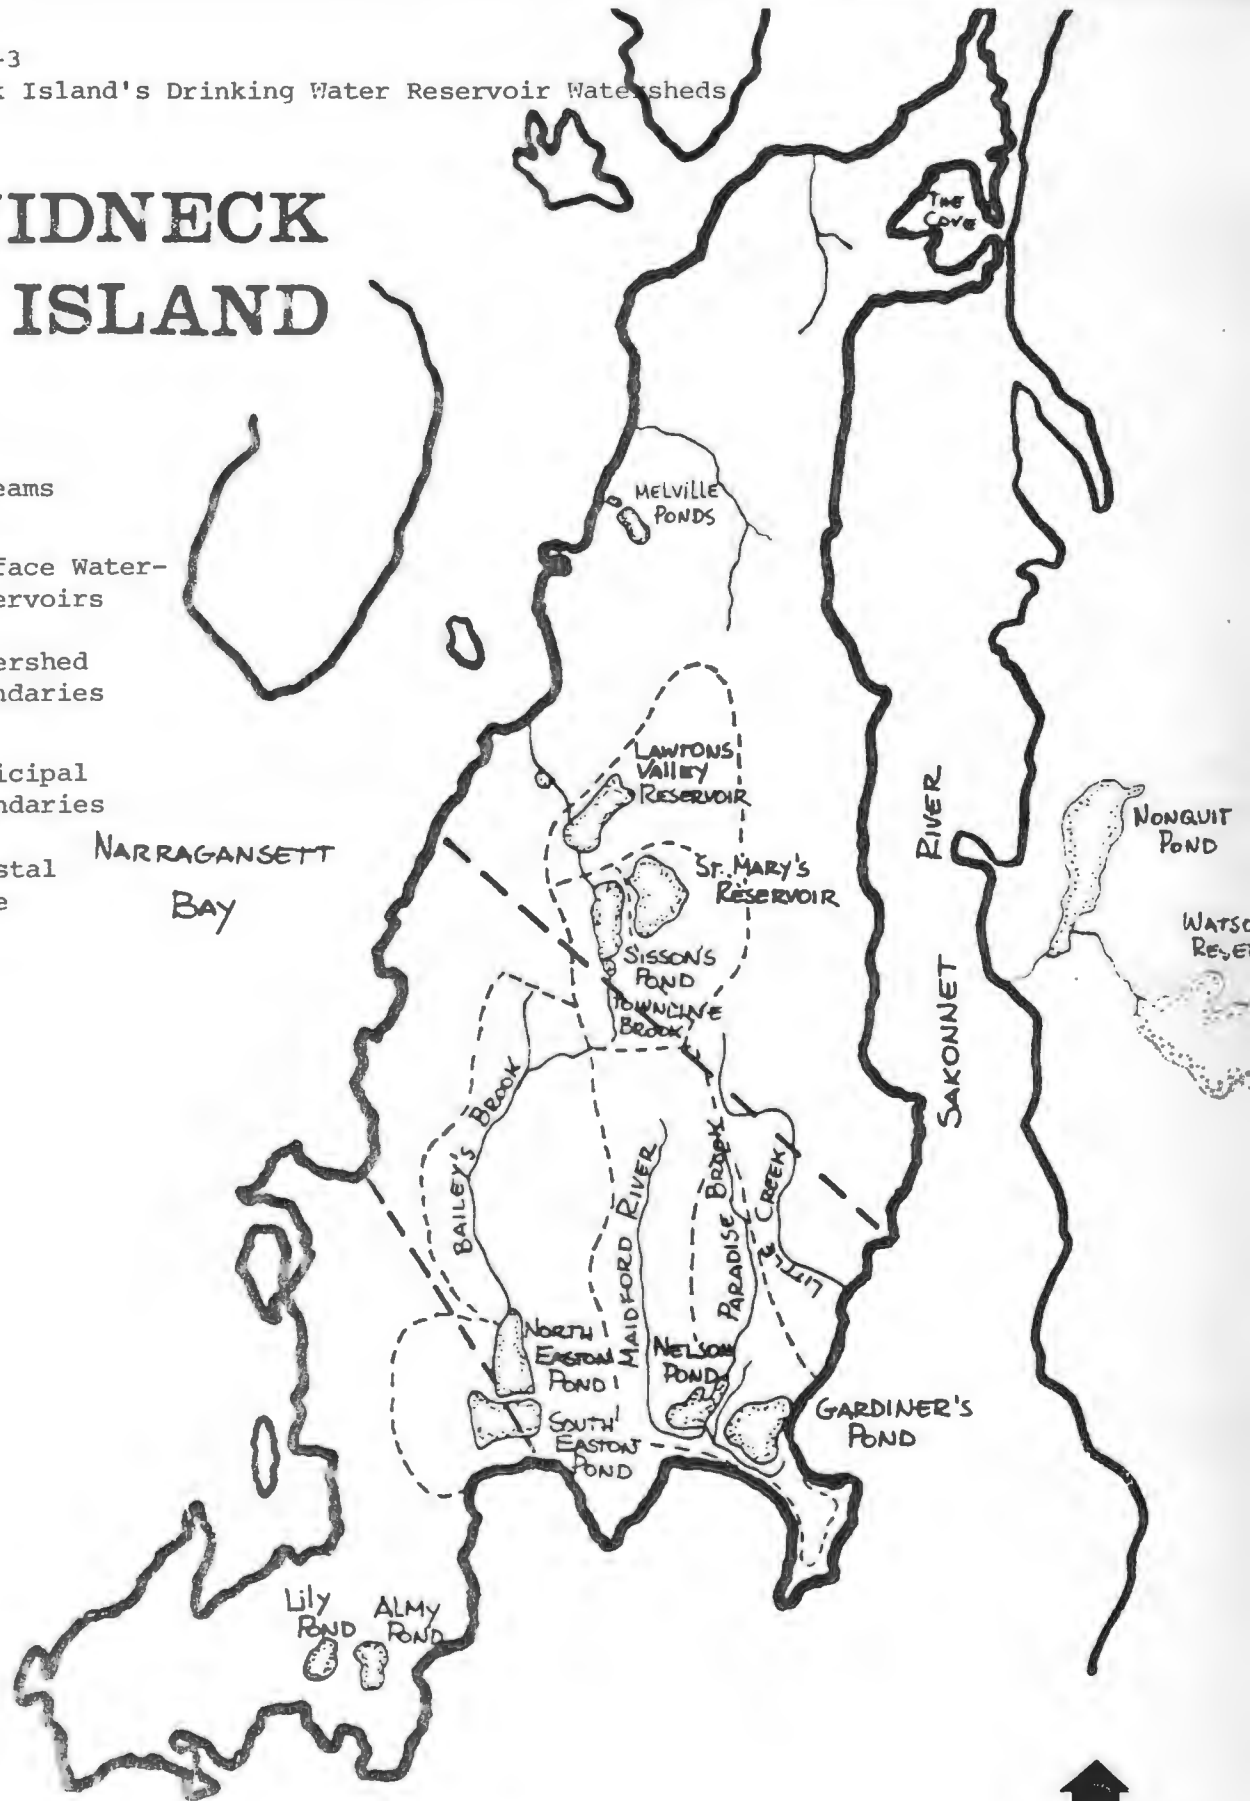 -3
k Island's Drinking Water Reservoir Watersheds
VIDNECK
ISLAND
eams
face Water-
ervoirs
ershed
ndaries
icipal
ndaries
stal
e
NARRAGANSETT
BAY
THE
COVE
MELVILLE
PONDS
LAWTONS
VAllEY
RESERVOIR
ST. MARY'S
RESERVOIR
SISSON'S
POND
TOWNLINE
BROOK
BAILEY'S BROOK
MAIDFORD RIVER
PARADISE BROOK
LITTLE CREEK
NORTH
EASTON
POND
SOUTH
EASTON
POND
NELSON
POND
GARDINER'S
POND
Lily
POND
ALMY
POND
SAKONNET RIVER
NONQUIT
POND
WATSO
RESER